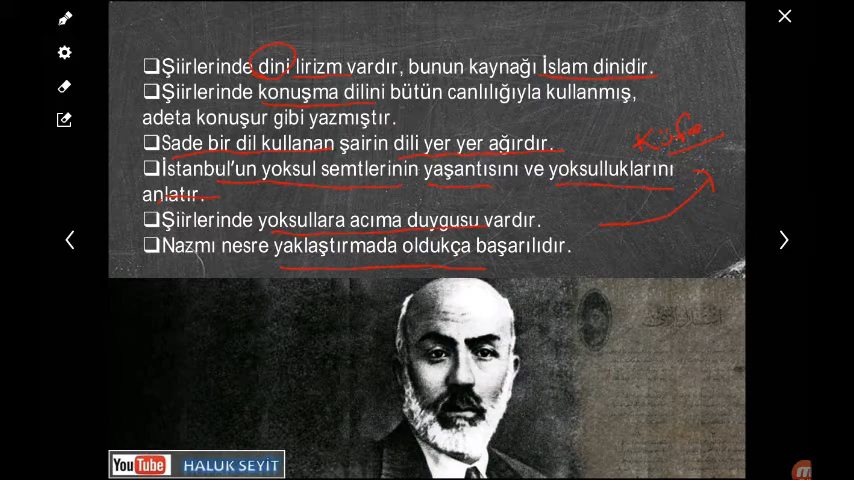 ❑Şiirlerinde dini lirizm vardır, bunun kaynağı İslam dinidir.
❑Şiirlerinde konuşma dilini bütün canlılığıyla kullanmış,
adeta konuşur gibi yazmıştır.
❑Sade bir dil kullanan şairin dili yer yer ağırdır.
Küfe
❑İstanbul'un yoksul semtlerinin yaşantısını ve yoksulluklarını
anlatır.
❑Şiirlerinde yoksullara acıma duygusu vardır.
❑Nazmı nesre yaklaştırmada oldukça başarılıdır.
YouTube HALUK SEYİT